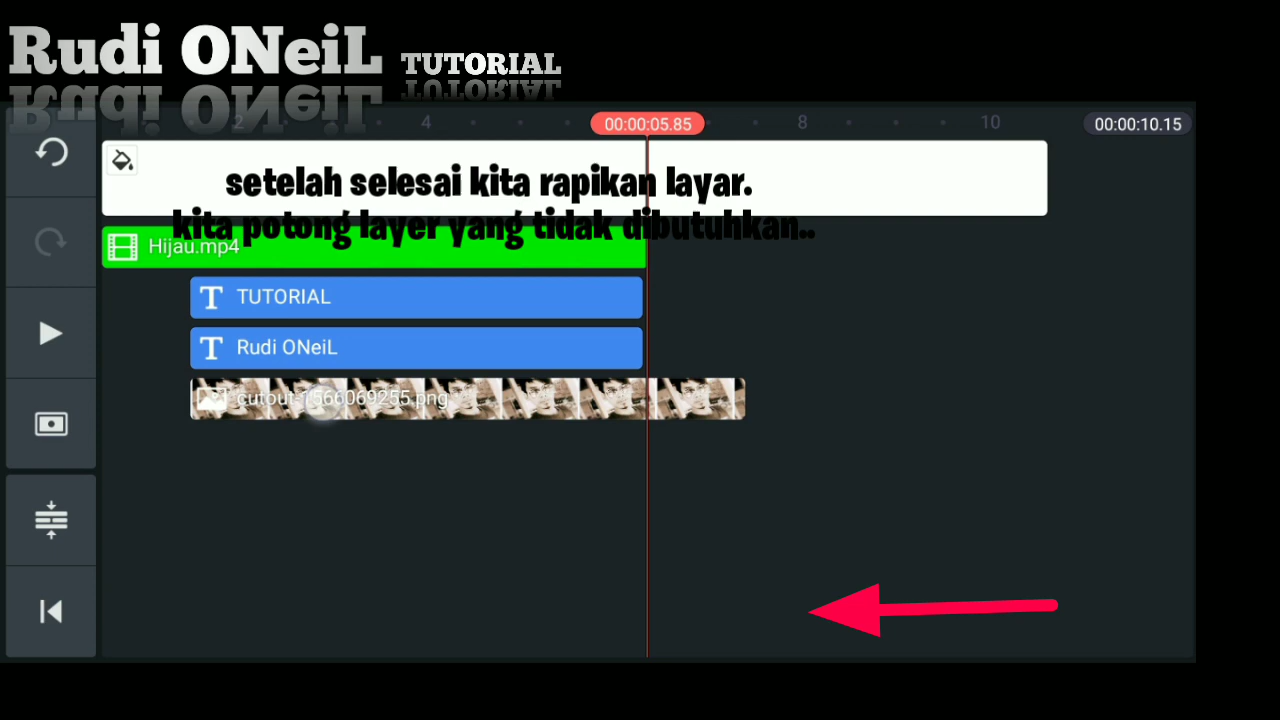 Rudi ONeiL TUTORIAL
2 4 00:00:05.85 8 10 00:00:10.15
setelah selesai kita rapikan layar.
kita potong layer yang tidak dibutuhkan..
Hijau.mp4
T TUTORIAL
T Rudi ONeiL
cutout-1566069255.png